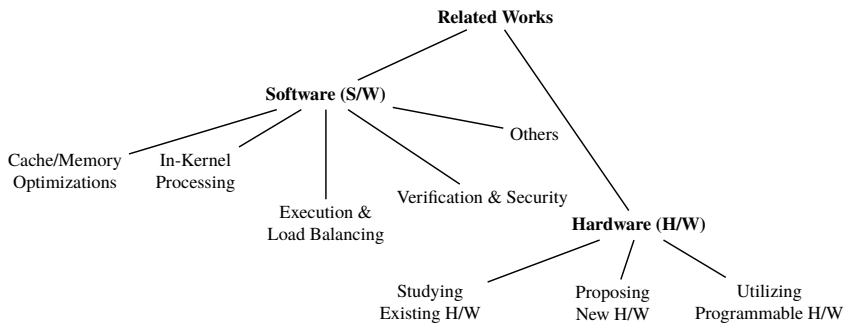 Related Works
Software (S/W)
Others
Cache/Memory
Optimizations
In-Kernel
Processing
Verification & Security
Execution &
Load Balancing
Hardware (H/W)
Studying
Existing H/W
Proposing
New H/W
Utilizing
Programmable H/W